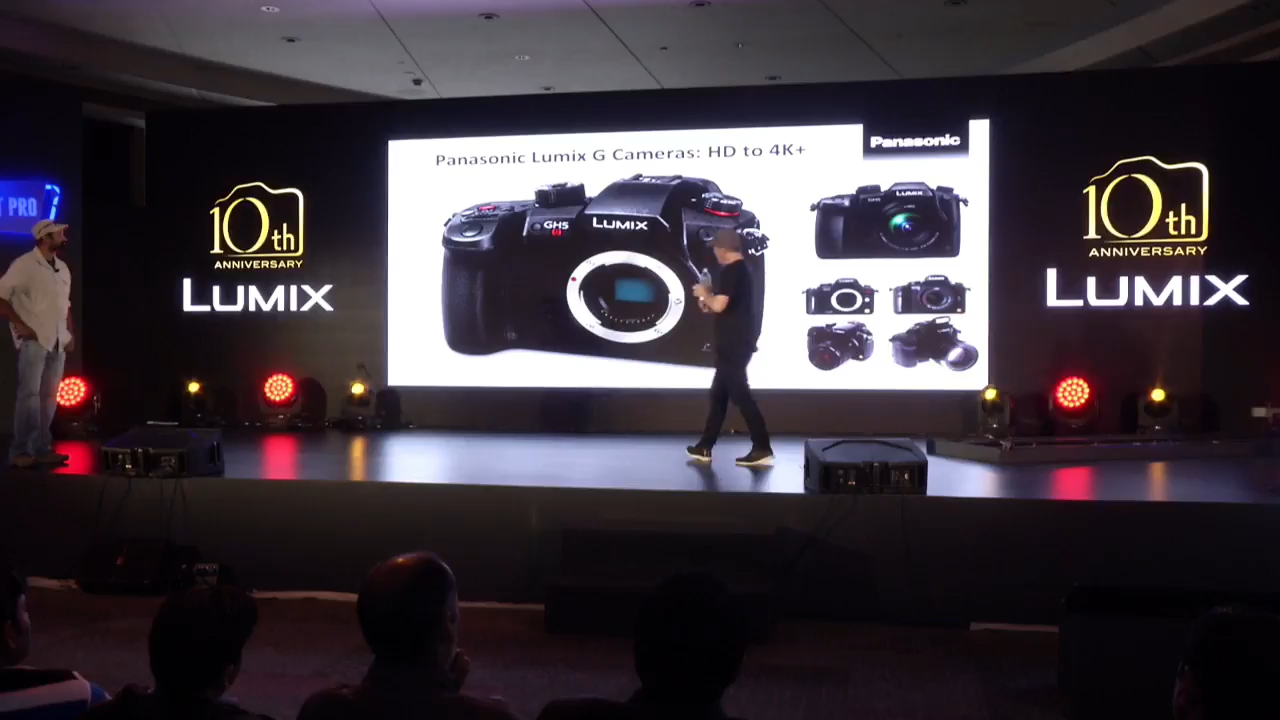 Panasonic Lumix G Cameras: HD to 4K+
Panasonic
GH5
S
LUMIX
LUMIX
10th
ANNIVERSARY
LUMIX
10th
ANNIVERSARY
LUMIX
T PRO